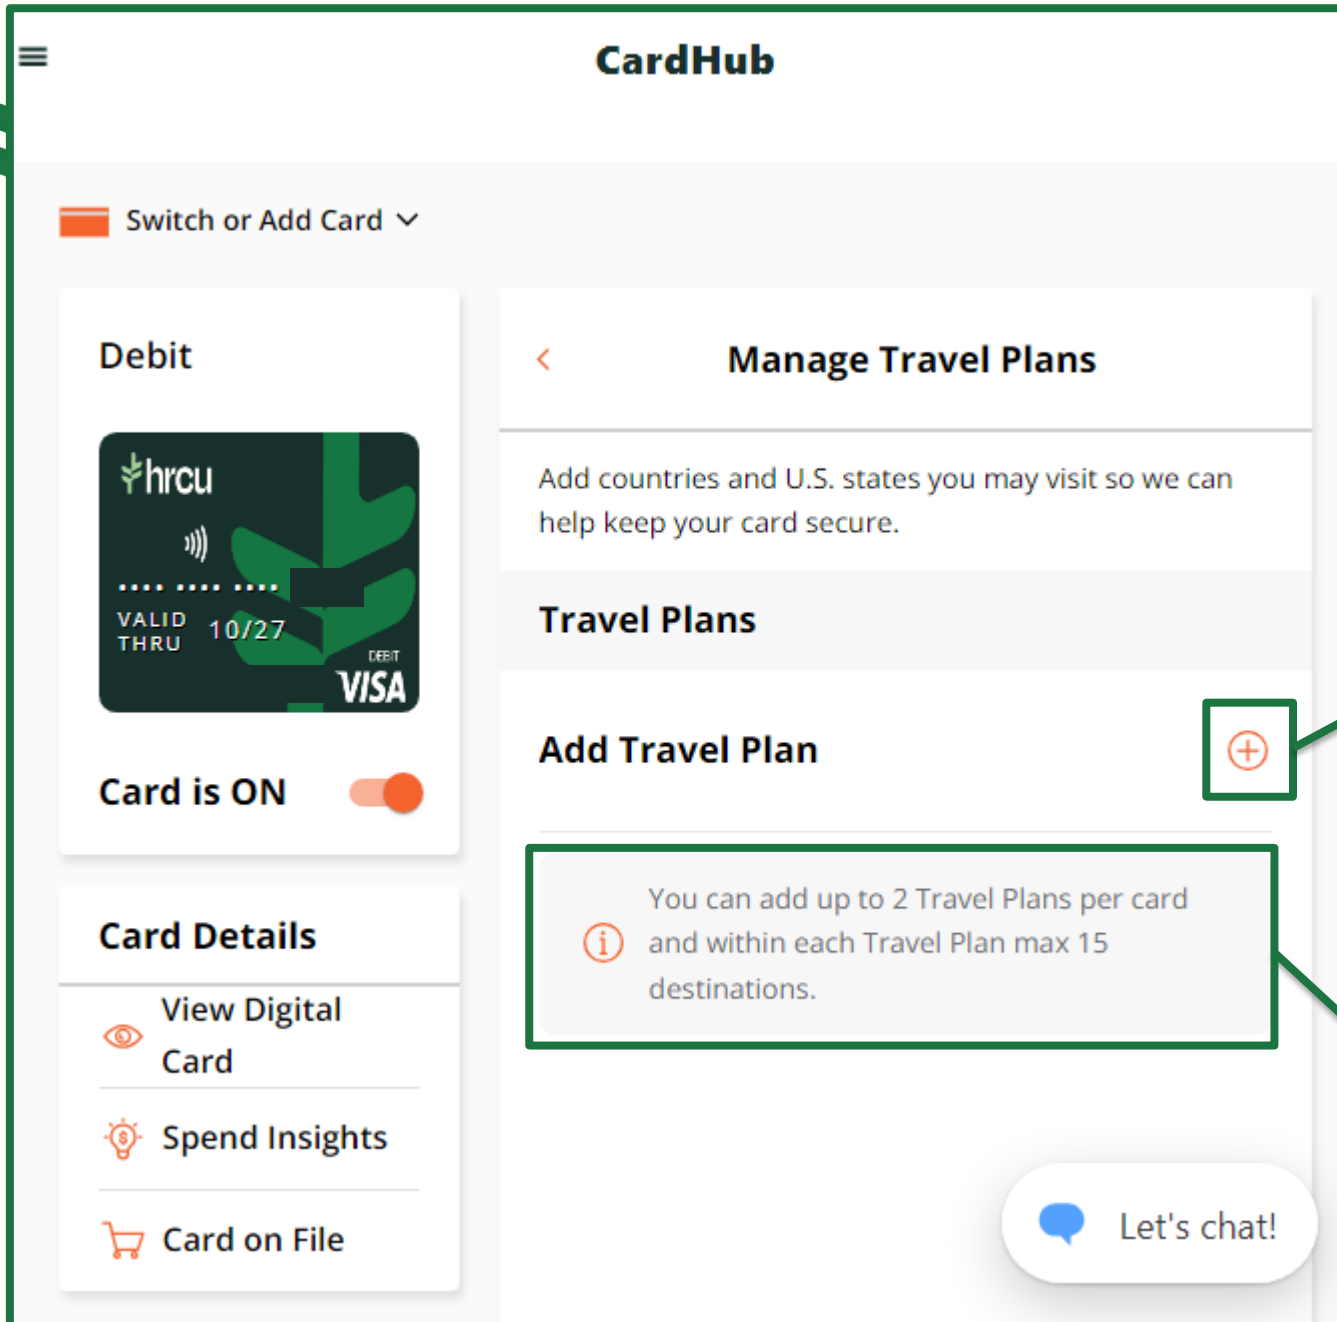 CardHub
Switch or Add Card
Debit
hrcu
•••• •••• ••••
VALID
THRU 10/27
DEBIT
VISA
Card is ON
Card Details
View Digital
Card
Spend Insights
Card on File
Manage Travel Plans
Add countries and U.S. states you may visit so we can
help keep your card secure.
Travel Plans
Add Travel Plan
You can add up to 2 Travel Plans per card
and within each Travel Plan max 15
destinations.
Let's chat!